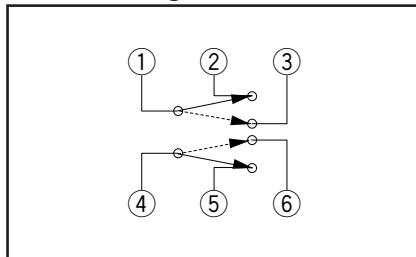 ① ② ③
④ ⑤ ⑥